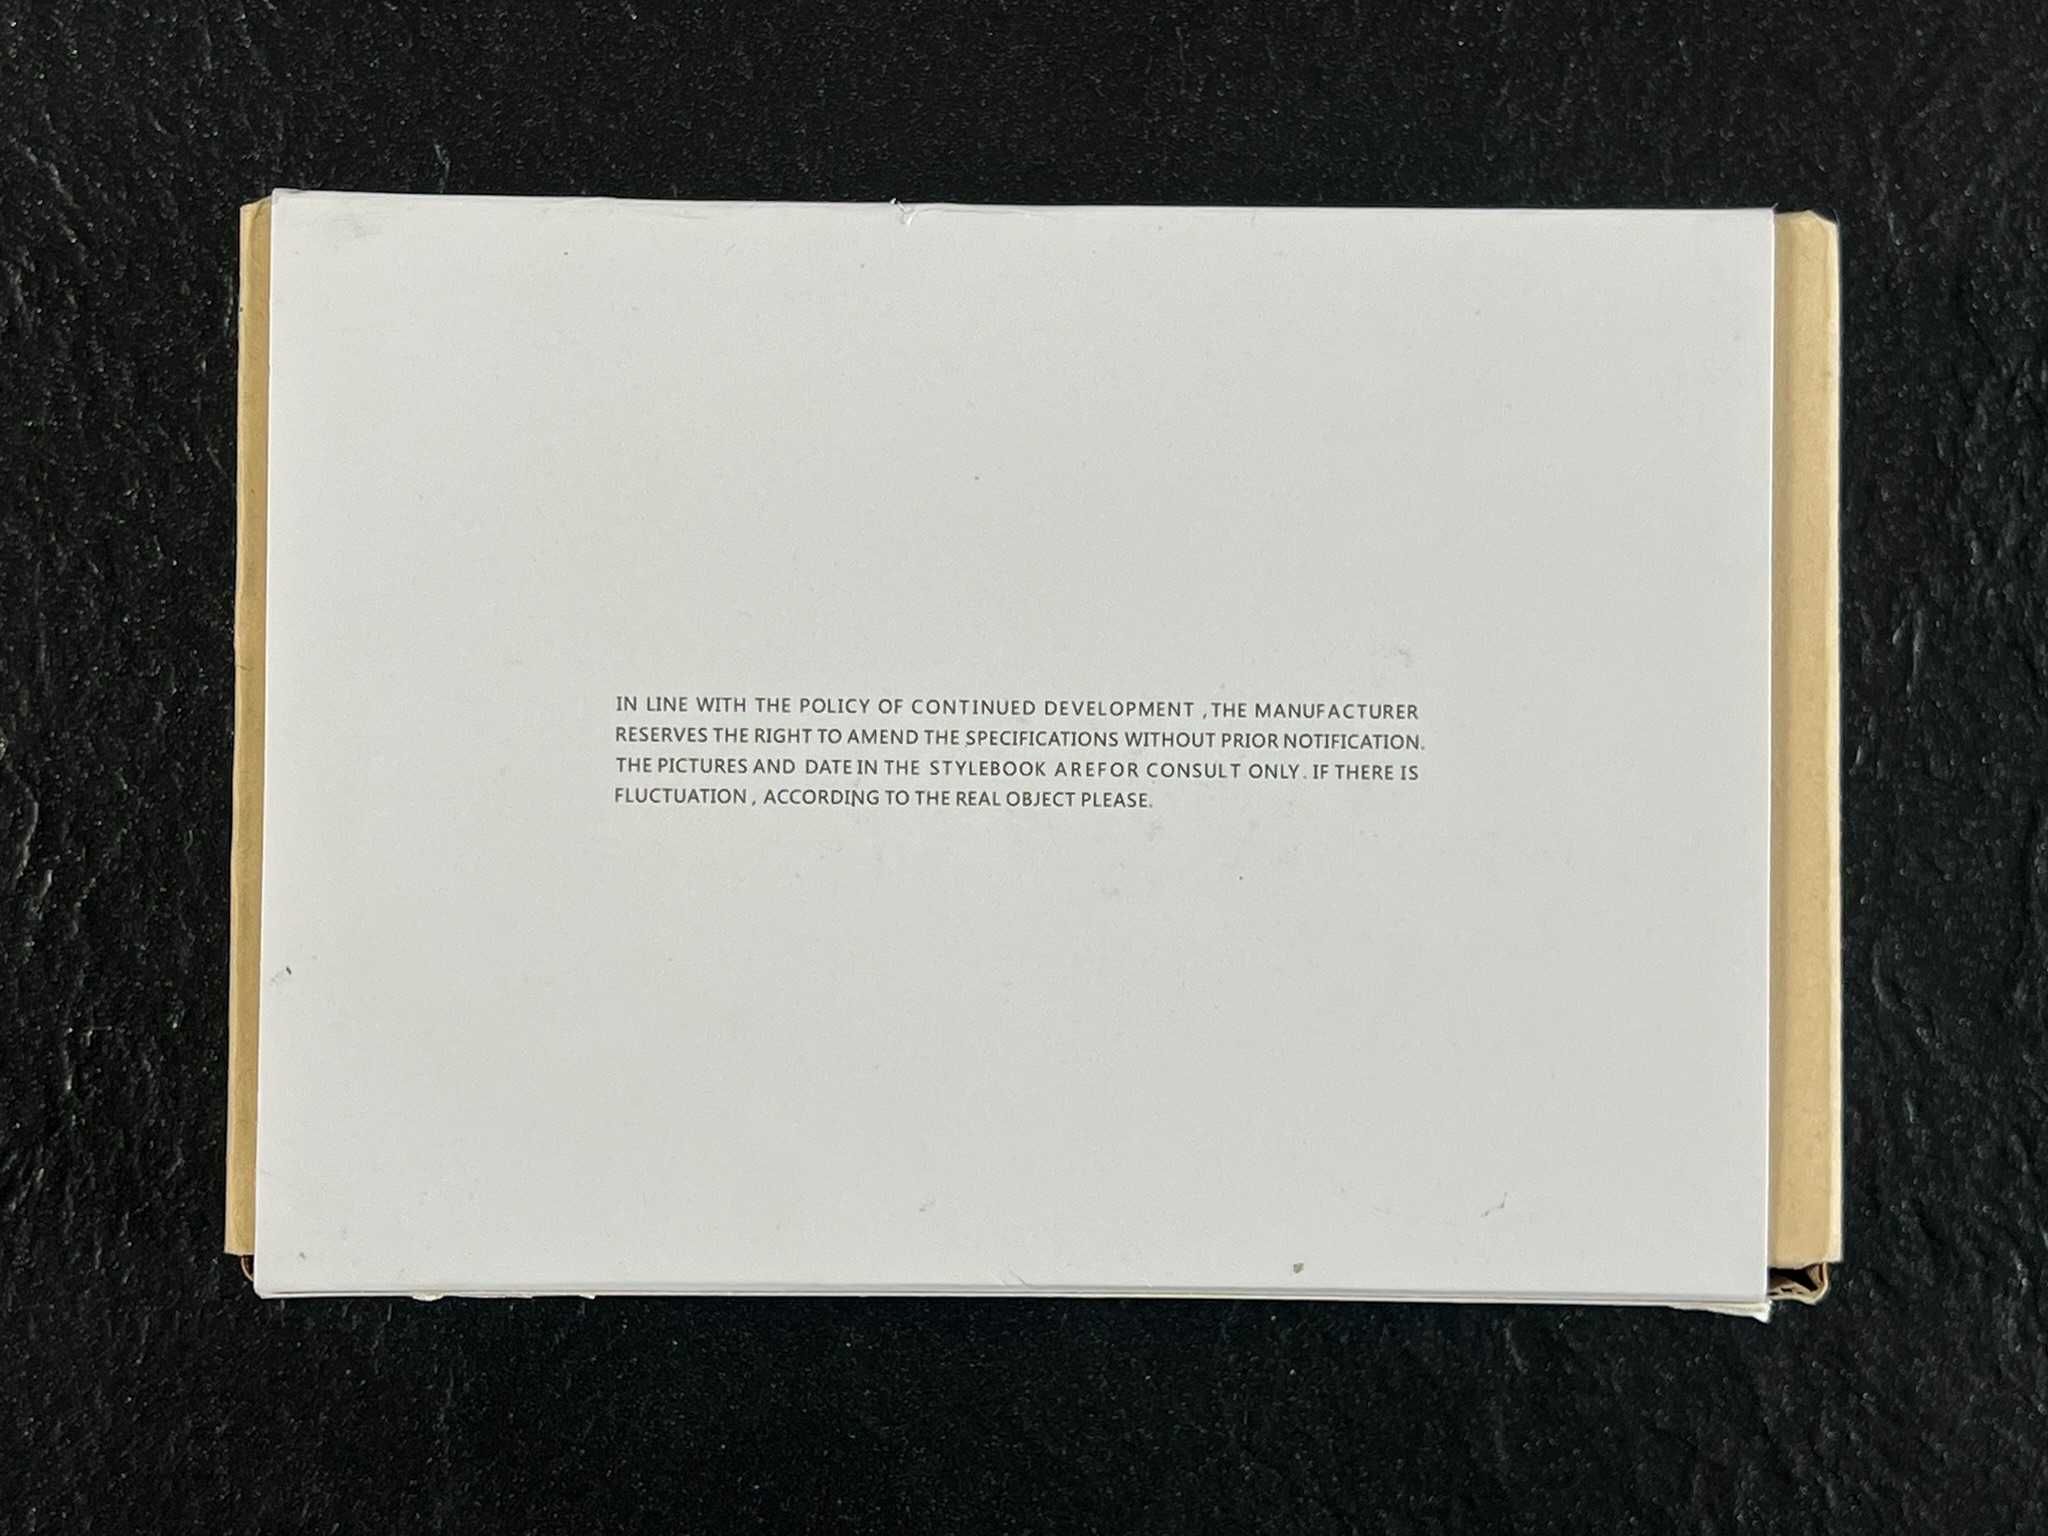 IN LINE WITH THE POLICY OF CONTINUED DEVELOPMENT ,THE MANUFACTURER
RESERVES THE RIGHT TO AMEND THE SPECIFICATIONS WITHOUT PRIOR NOTIFICATION.
THE PICTURES AND DATE IN THE STYLEBOOK AREFOR CONSULT ONLY. IF THERE IS
FLUCTUATION , ACCORDING TO THE REAL OBJECT PLEASE.